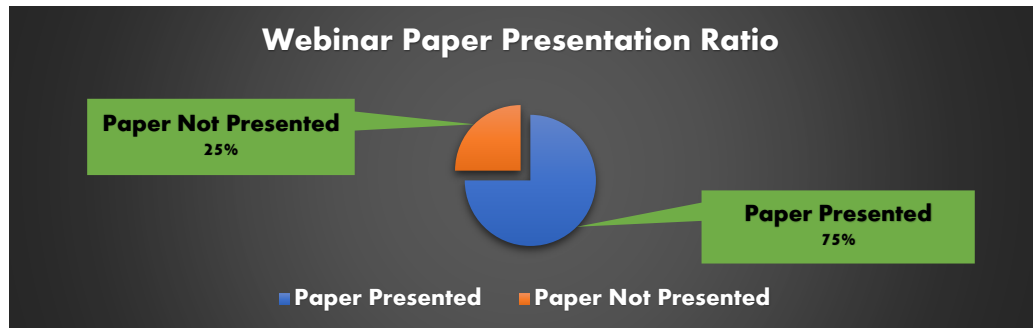 Webinar Paper Presentation Ratio
Paper Not Presented
25%
Paper Presented
75%
Paper Presented
Paper Not Presented